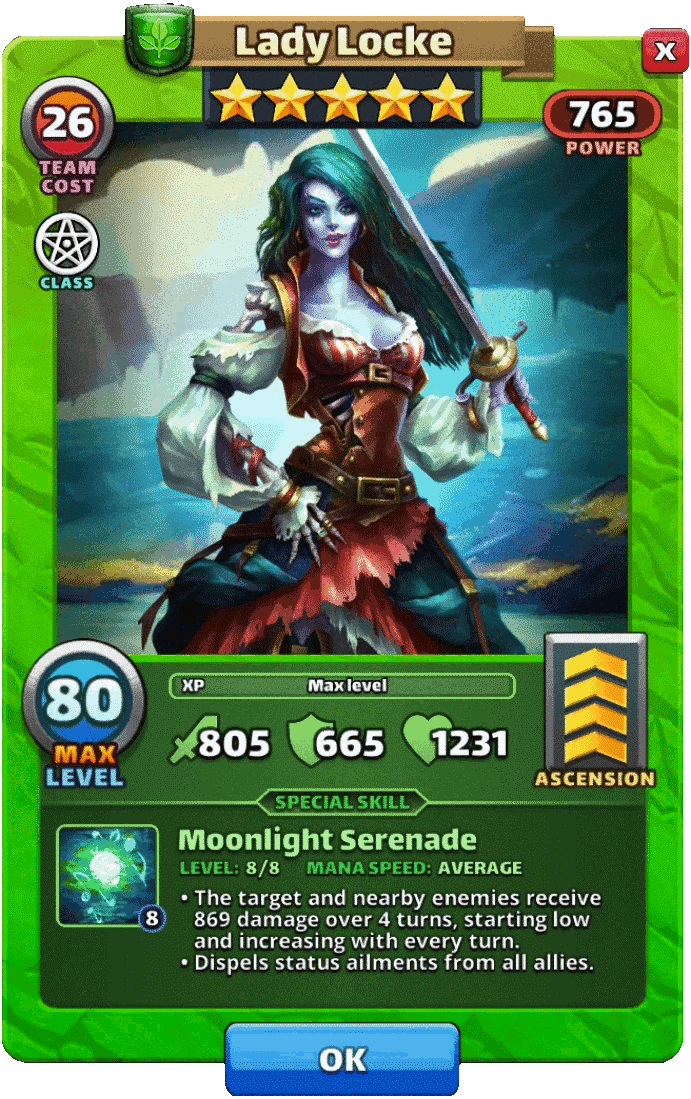 Lady Locke
X
26
TEAM
COST
765
POWER
CLASS
80
MAX
LEVEL
XP Max level
805 665 1231
ASCENSION
SPECIAL SKILL
Moonlight Serenade
LEVEL: 8/8 MANA SPEED: AVERAGE
8
• The target and nearby enemies receive
869 damage over 4 turns, starting low
and increasing with every turn.
• Dispels status ailments from all allies.
OK